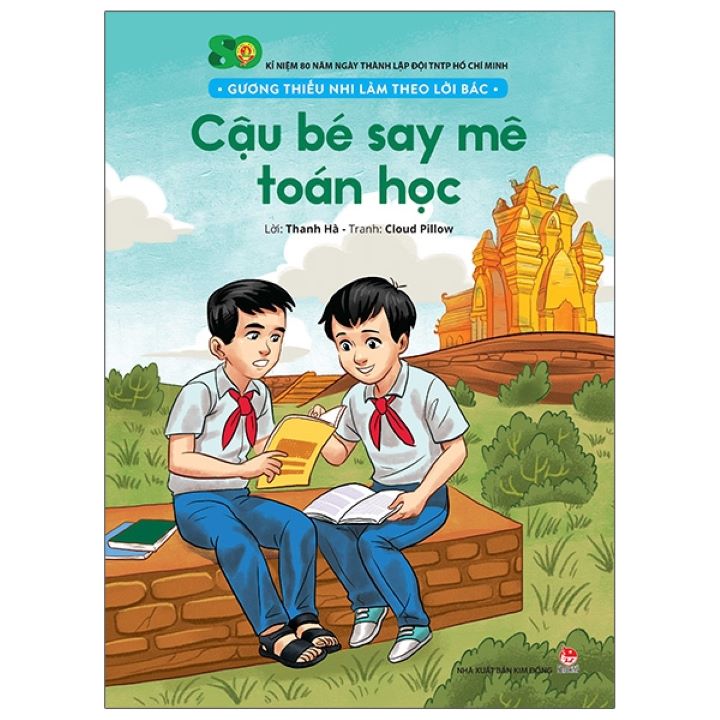 80
KỈ NIỆM 80 NĂM NGÀY THÀNH LẬP ĐỘI TNTP HỒ CHÍ MINH
• GƯƠNG THIẾU NHI LÀM THEO LỜI BÁC •
Cậu bé say mê
toán học
Lời: Thanh Hà - Tranh: Cloud Pillow
NHÀ XUẤT BẢN KIM ĐỒNG